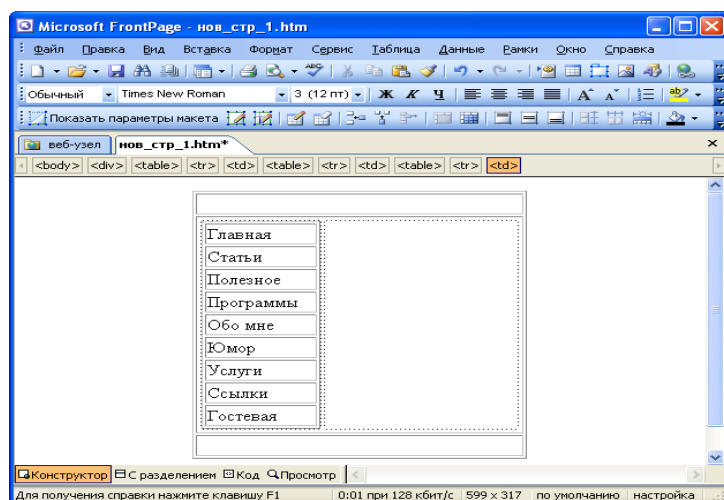 Microsoft FrontPage - нов_стр_1.htm
Файл Правка Вид Вставка Формат Сервис Таблица Данные Рамки Окно Справка
Обычный Times New Roman 3 (12 пт) Ж К Ч A A ab
Показать параметры макета
веб-узел нов_стр_1.htm*
<body> <div> <table> <tr> <td> <table> <tr> <td> <table> <tr> <td>
Главная
Статьи
Полезное
Программы
Обо мне
Юмор
Услуги
Ссылки
Гостевая
Конструктор С разделением Код Просмотр
Для получения справки нажмите клавишу F1 0:01 при 128 кбит/с 599 x 317 по умолчанию настройка